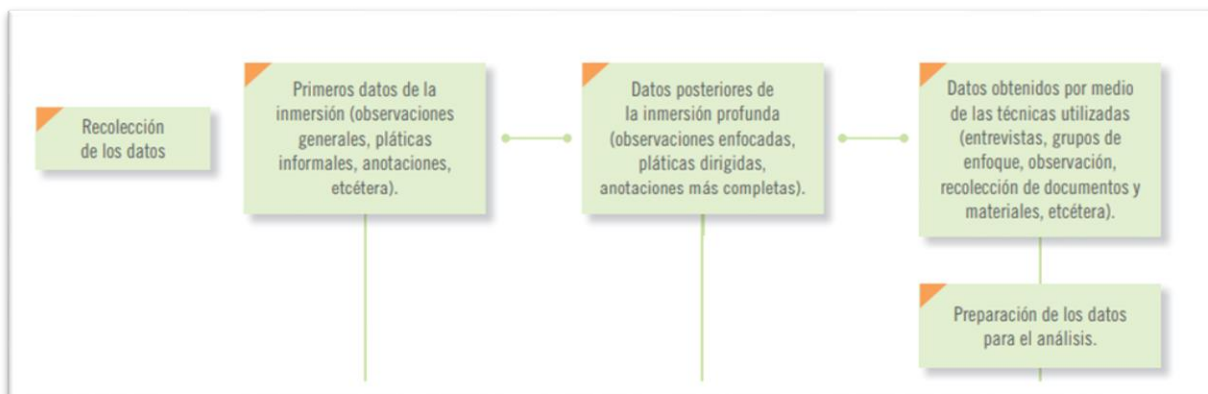 Recolección
de los datos
Primeros datos de la
inmersión (observaciones
generales, pláticas
informales, anotaciones,
etcétera).
Datos posteriores de
la inmersión profunda
(observaciones enfocadas,
pláticas dirigidas,
anotaciones más completas).
Datos obtenidos por medio
de las técnicas utilizadas
(entrevistas, grupos de
enfoque, observación,
recolección de documentos y
materiales, etcétera).
Preparación de los datos
para el análisis.